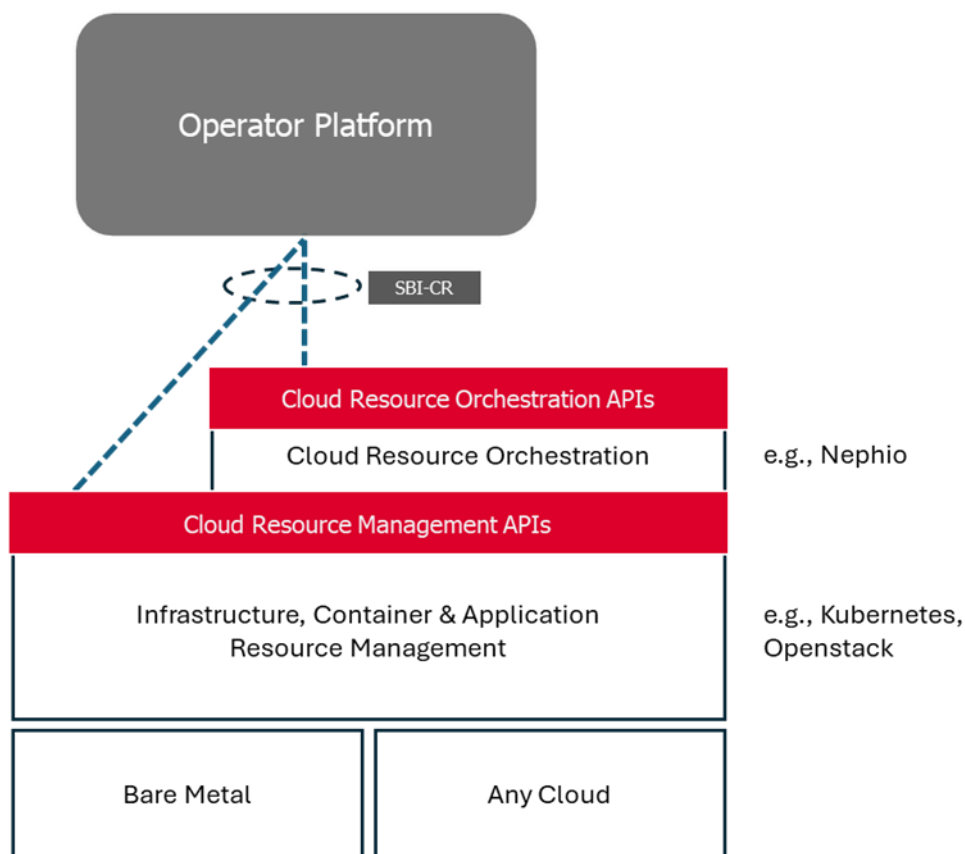 Operator Platform
SBI-CR
Cloud Resource Orchestration APIs
Cloud Resource Orchestration
e.g., Nephio
Cloud Resource Management APIs
Infrastructure, Container & Application
Resource Management
e.g., Kubernetes,
Openstack
Bare Metal
Any Cloud